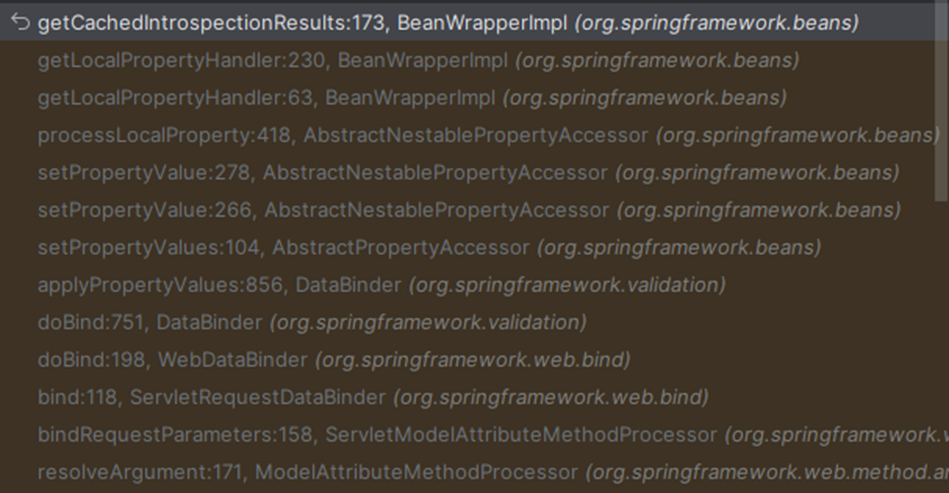 getCachedIntrospectionResults:173, BeanWrapperImpl (org.springframework.beans)
getLocalPropertyHandler:230, BeanWrapperImpl (org.springframework.beans)
getLocalPropertyHandler:63, BeanWrapperImpl (org.springframework.beans)
processLocalProperty:418, AbstractNestablePropertyAccessor (org.springframework.beans)
setPropertyValue:278, AbstractNestablePropertyAccessor (org.springframework.beans)
setPropertyValue:266, AbstractNestablePropertyAccessor (org.springframework.beans)
setPropertyValues:104, AbstractPropertyAccessor (org.springframework.beans)
applyPropertyValues:856, DataBinder (org.springframework.validation)
doBind:751, DataBinder (org.springframework.validation)
doBind:198, WebDataBinder (org.springframework.web.bind)
bind:118, ServletRequestDataBinder (org.springframework.web.bind)
bindRequestParameters:158, ServletModelAttributeMethodProcessor (org.springframework.
resolveArgument:171, ModelAttributeMethodProcessor (org.springframework.web.method.